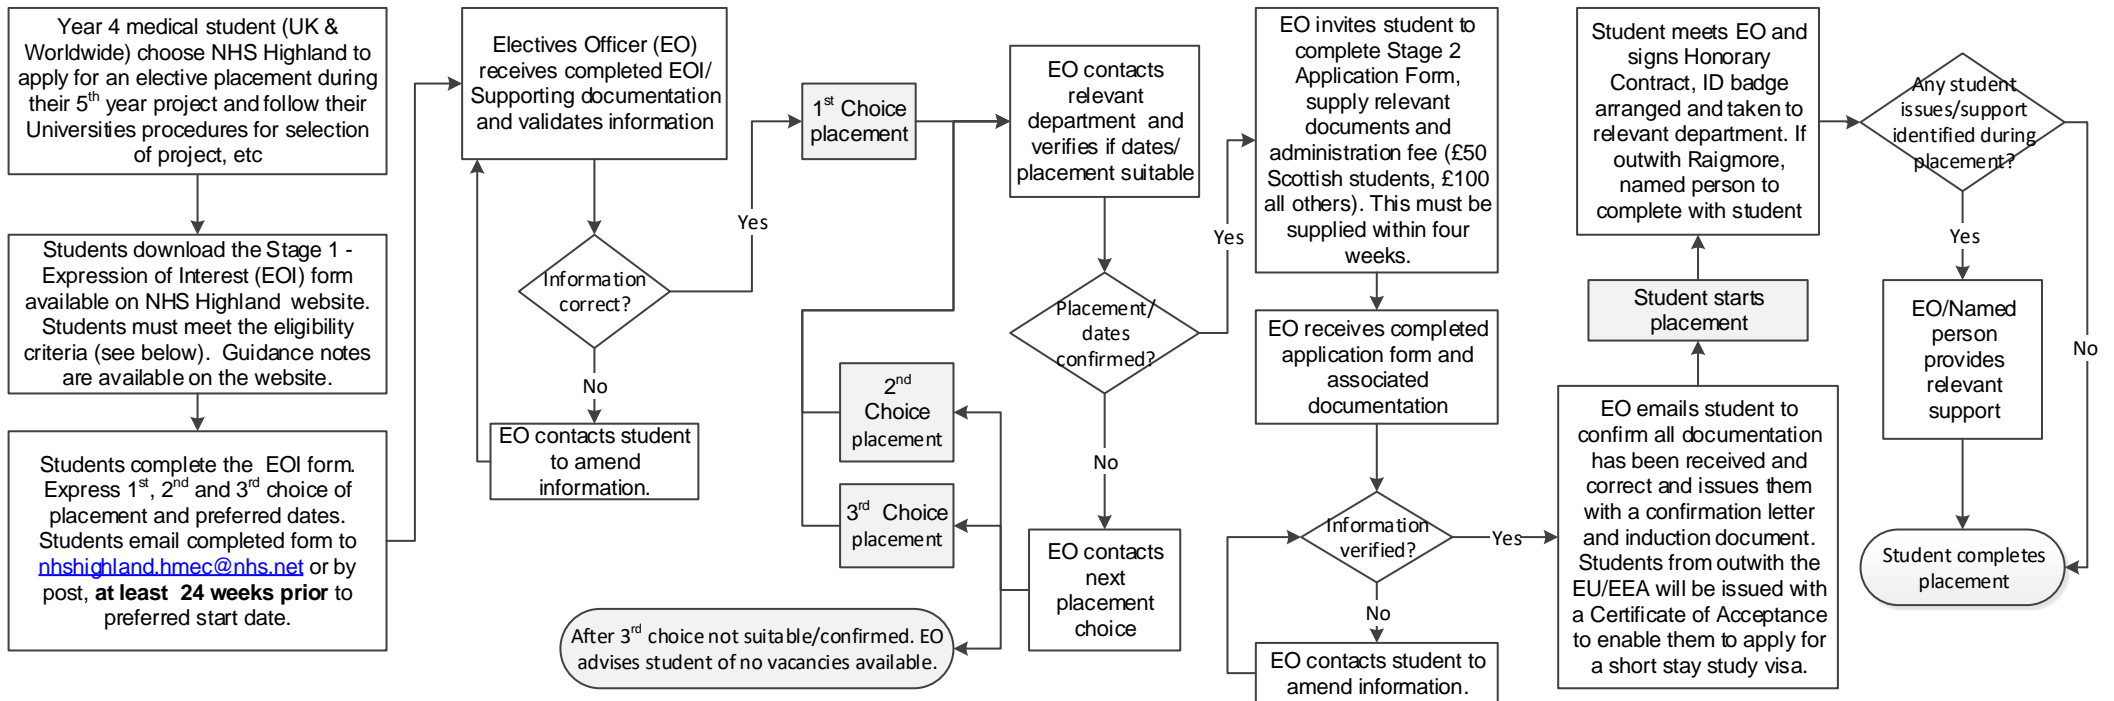 Year 4 medical student (UK &
Worldwide) choose NHS Highland to
apply for an elective placement during
their 5th year project and follow their
Universities procedures for selection
of project, etc
Students download the Stage 1 -
Expression of Interest (EOI) form
available on NHS Highland website.
Students must meet the eligibility
criteria (see below). Guidance notes
are available on the website.
Students complete the EOI form.
Express 1st, 2nd and 3rd choice of
placement and preferred dates.
Students email completed form to
nhshighland.hmec@nhs.net or by
post, at least 24 weeks prior to
preferred start date.
Electives Officer (EO)
receives completed EOI/
Supporting documentation
and validates information
Information
correct?
Yes
No
EO contacts student
to amend
information.
1st Choice
placement
2nd
Choice
placement
3rd Choice
placement
After 3rd choice not suitable/confirmed. EO
advises student of no vacancies available.
EO contacts
relevant
department and
verifies if dates/
placement suitable
Placement/
dates
confirmed?
Yes
No
EO contacts
next
placement
choice
EO invites student to
complete Stage 2
Application Form,
supply relevant
documents and
administration fee (£50
Scottish students, £100
all others). This must be
supplied within four
weeks.
EO receives completed
application form and
associated
documentation
Information
verified?
Yes
No
EO contacts student to
amend information.
EO emails student to
confirm all documentation
has been received and
correct and issues them
with a confirmation letter
and induction document.
Students from outwith the
EU/EEA will be issued with
a Certificate of Acceptance
to enable them to apply for
a short stay study visa.
Student starts
placement
Student meets EO and
signs Honorary
Contract, ID badge
arranged and taken to
relevant department. If
outwith Raigmore,
named person to
complete with student
Any student
issues/support
identified during
placement?
Yes
No
EO/Named
person
provides
relevant
support
Student completes
placement